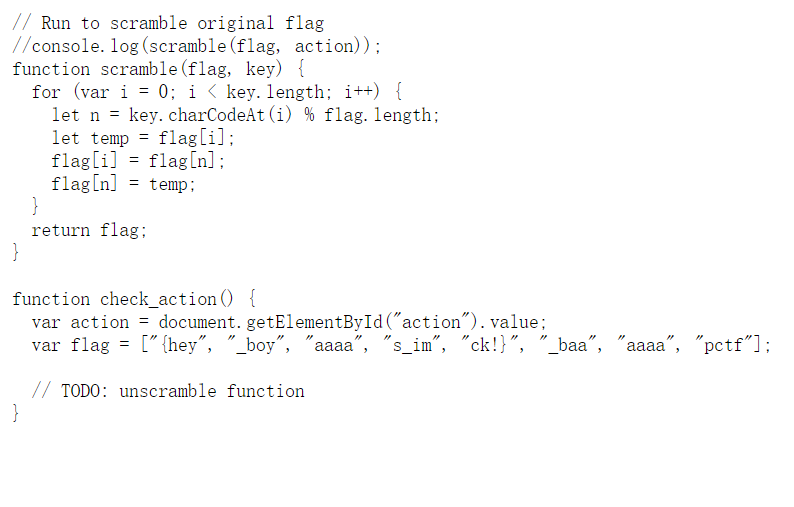 // Run to scramble original flag
//console.log(scramble(flag, action));
function scramble(flag, key) {
  for (var i = 0; i < key.length; i++) {
    let n = key.charCodeAt(i) % flag.length;
    let temp = flag[i];
    flag[i] = flag[n];
    flag[n] = temp;
  }
  return flag;
}

function check_action() {
  var action = document.getElementById("action").value;
  var flag = ["{hey", "_boy", "aaaa", "s_im", "ck!}", "_baa", "aaaa", "pctf"];

  // TODO: unscramble function
}